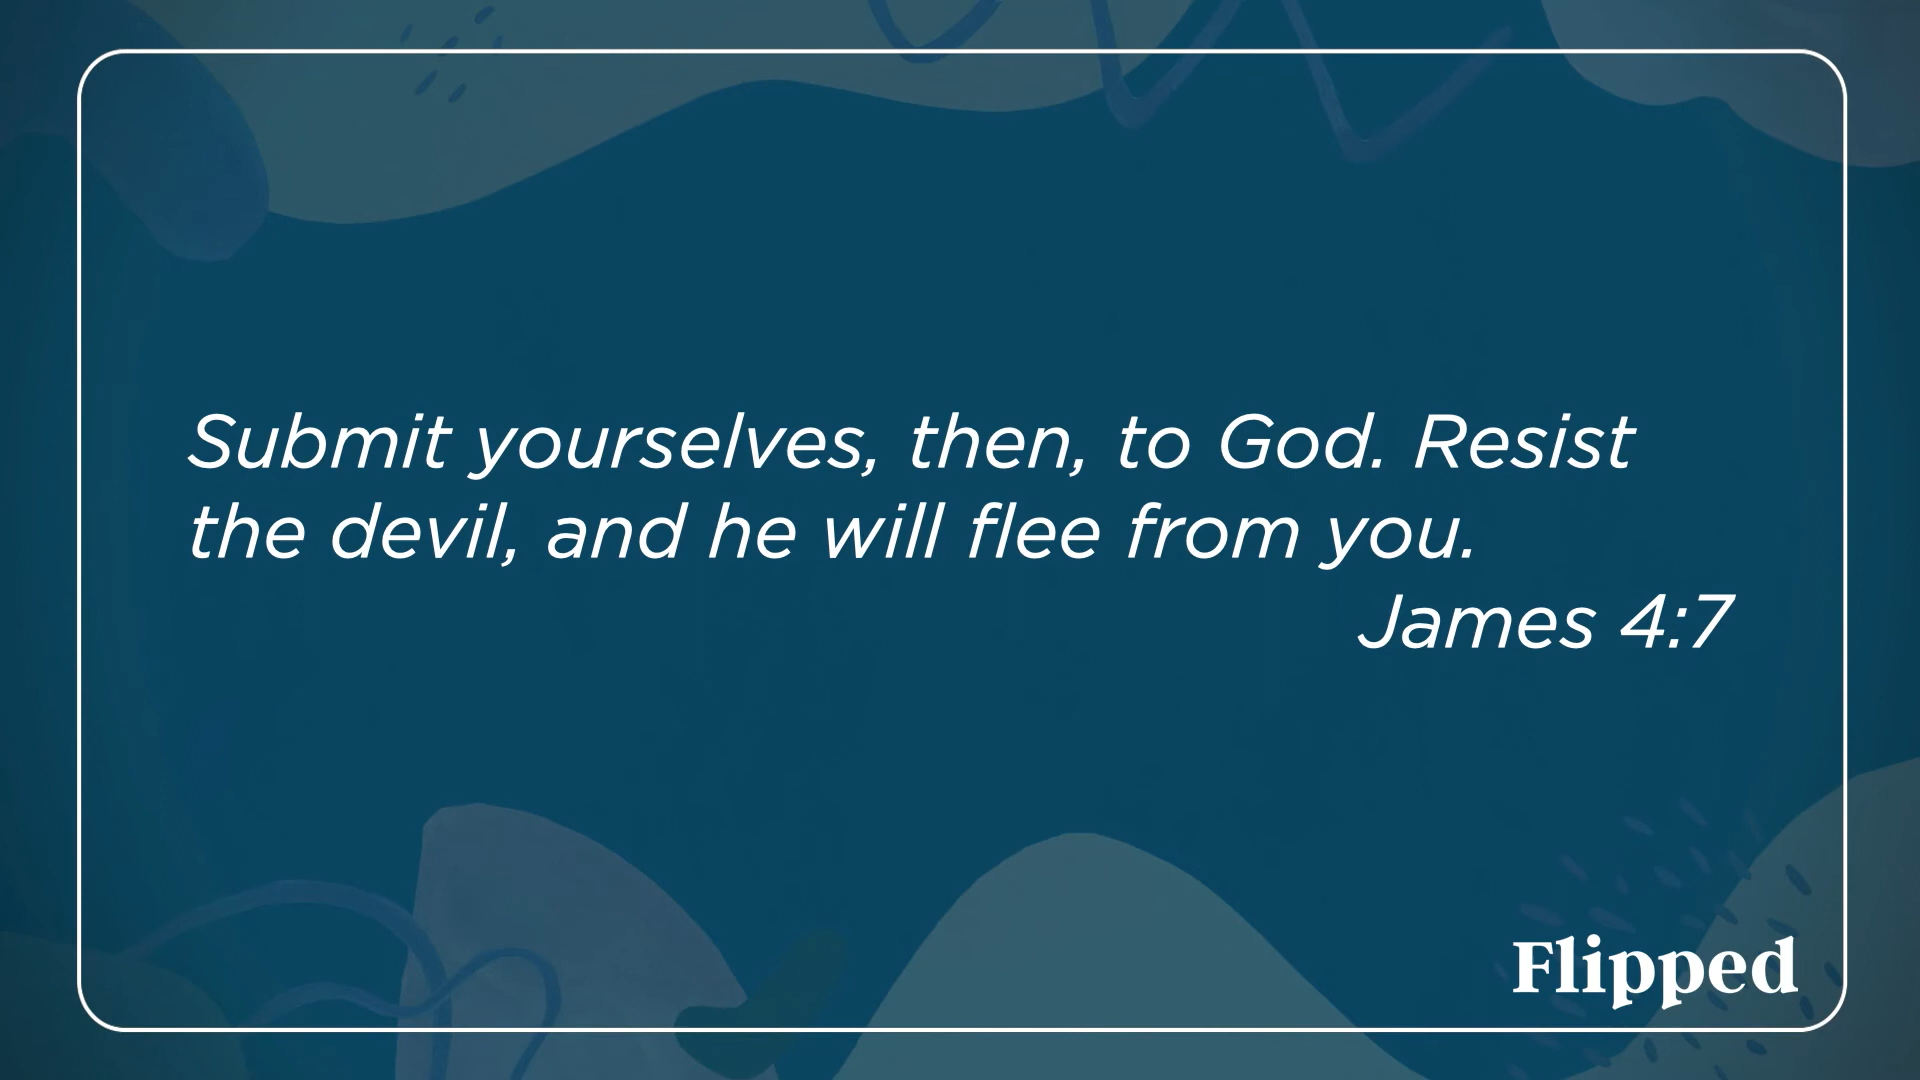 Submit yourselves, then, to God. Resist
the devil, and he will flee from you.
James 4:7
Flipped